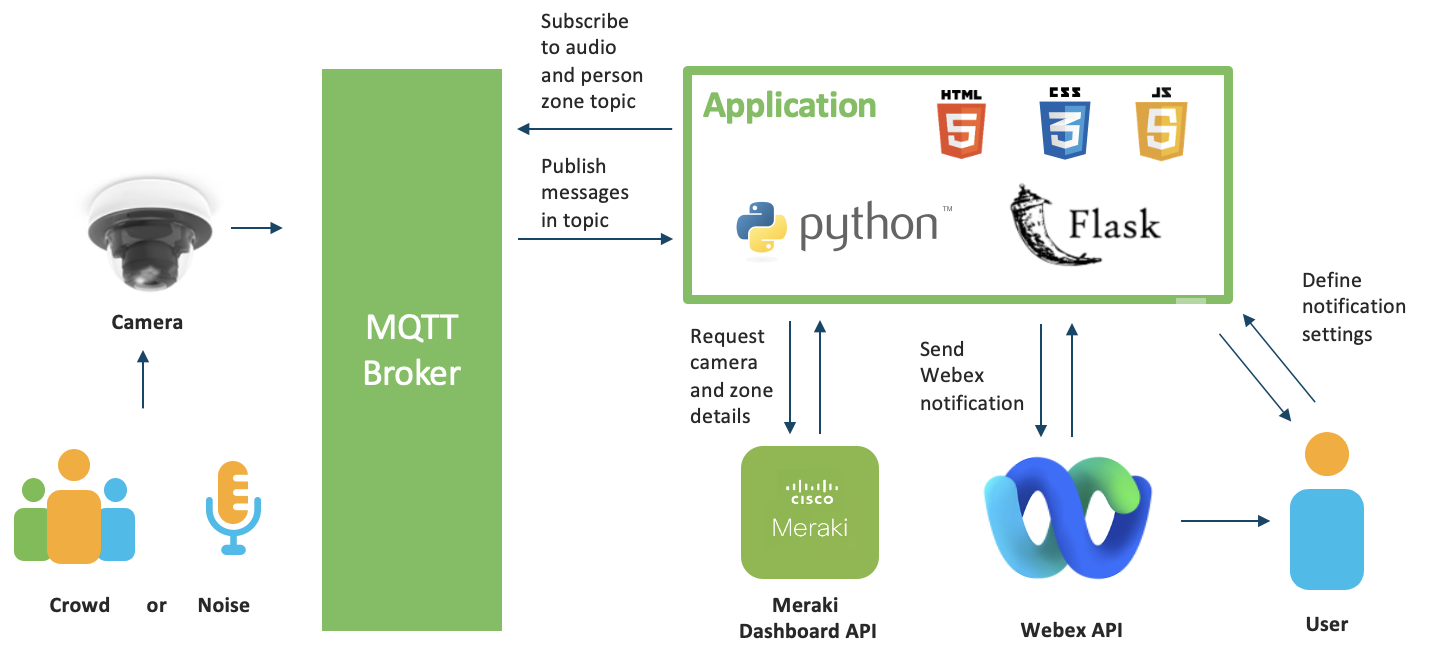 Subscribe
to audio
and person
zone topic
Publish
messages
in topic
MQTT
Broker
Application
HTML
5
CSS
3
JS
5
python™
Flask
Camera
Crowd or Noise
Request
camera
and zone
details
Send
Webex
notification
Define
notification
settings
CISCO
Meraki
Meraki
Dashboard API
Webex API
User